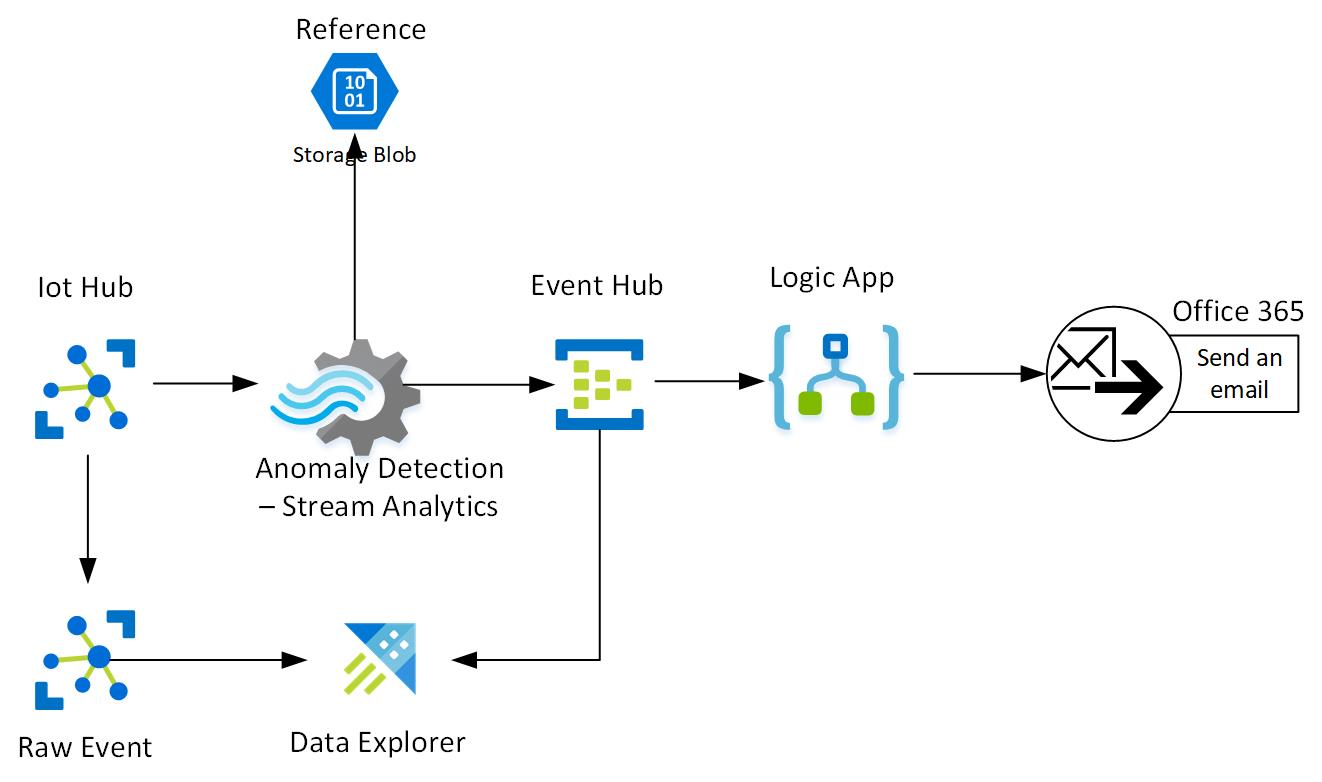 Reference
10
01
Storage Blob
Iot Hub
Event Hub
Logic App
Office 365
Send an
email
Anomaly Detection
– Stream Analytics
Raw Event
Data Explorer